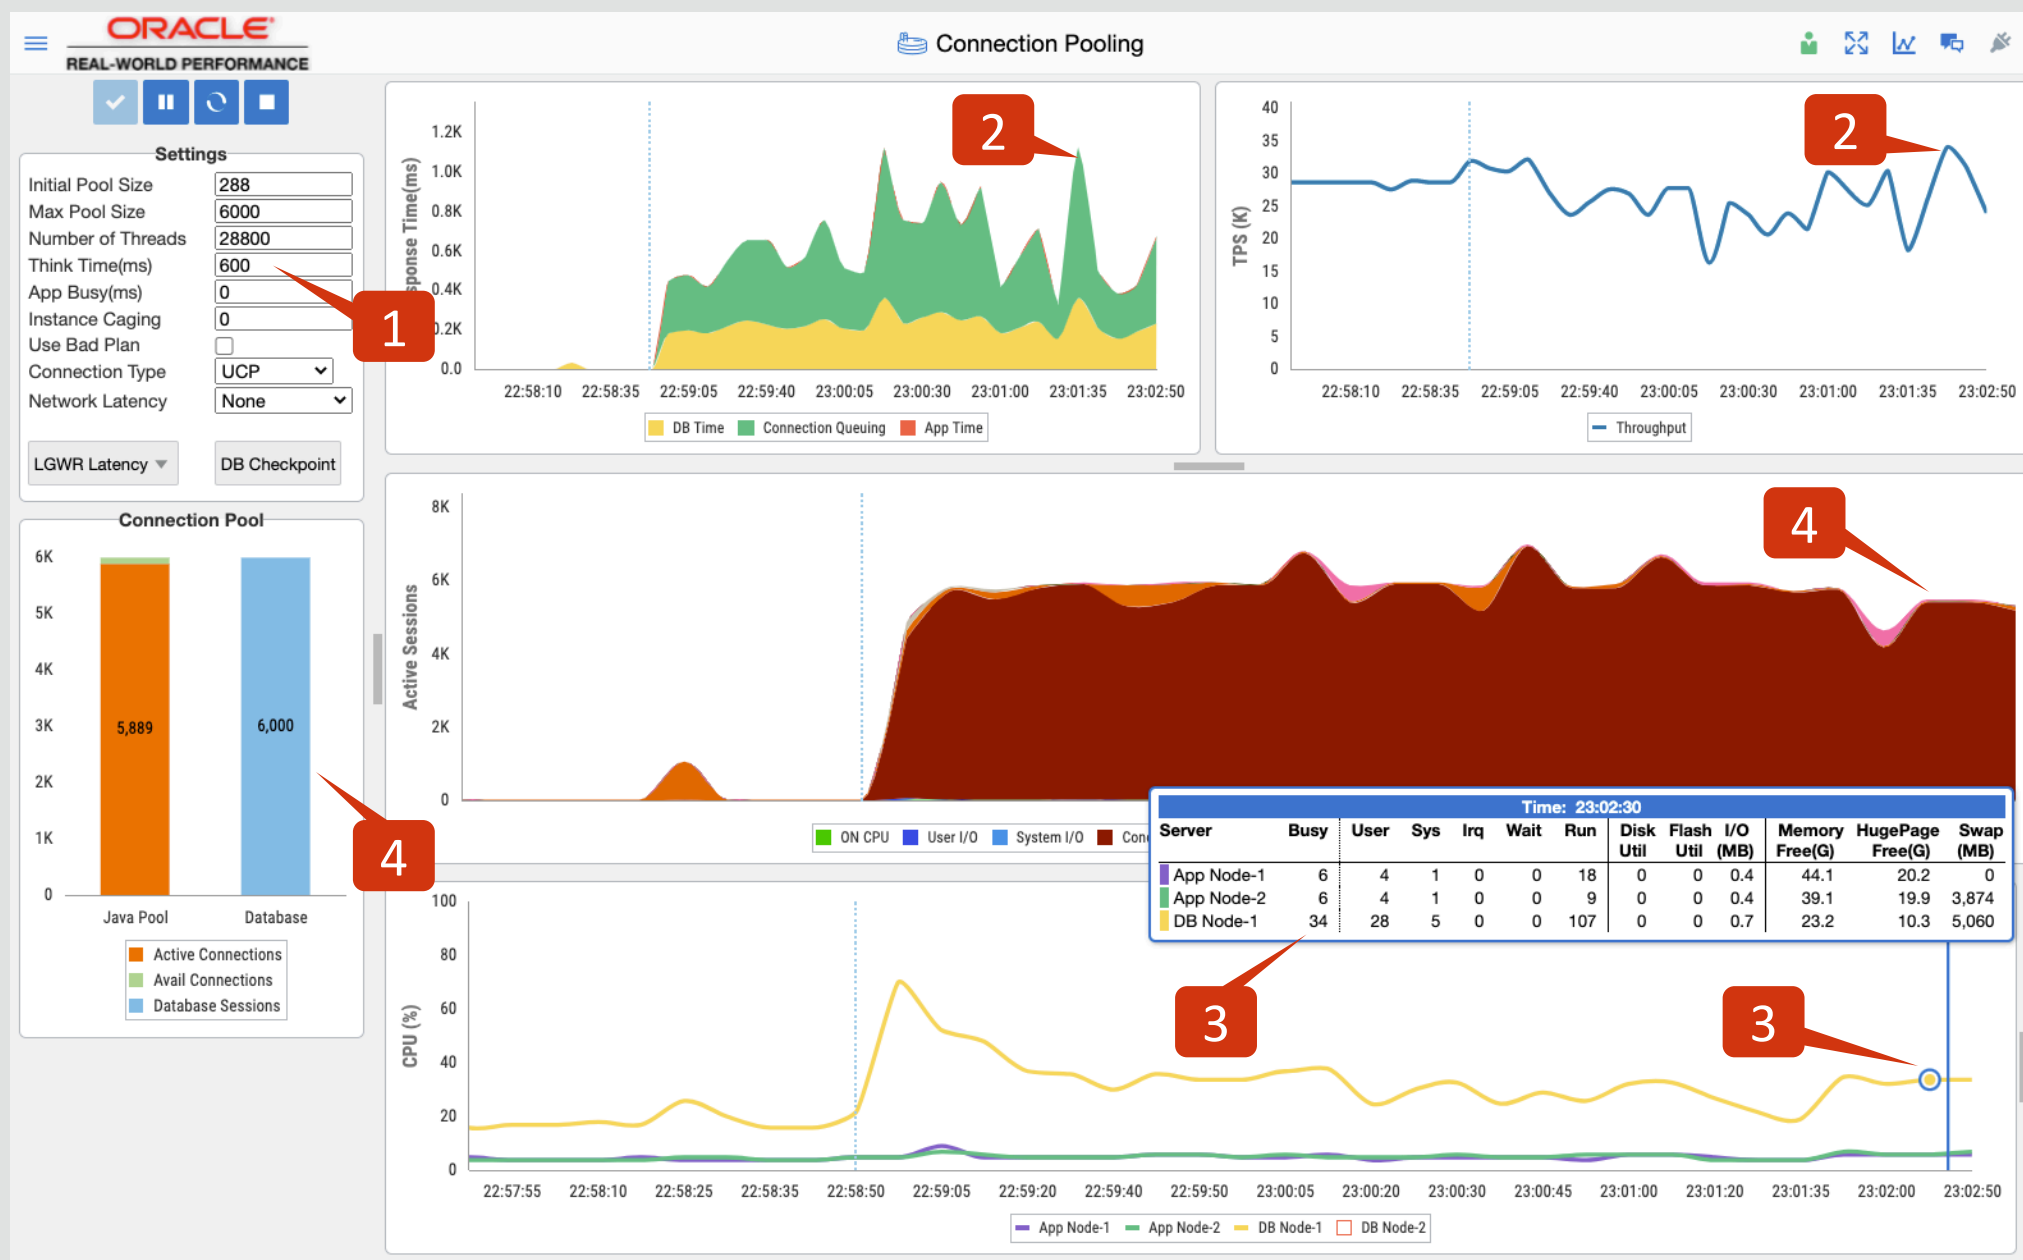 ORACLE
REAL-WORLD PERFORMANCE
Connection Pooling
Settings
Initial Pool Size 288
Max Pool Size 6000
Number of Threads 28800
Think Time(ms) 600
App Busy(ms) 0
Instance Caging 0
Use Bad Plan
Connection Type UCP
Network Latency None
LGWR Latency DB Checkpoint
1
Connection Pool
6K
5K
4K
3K
2K
1K
0
5,889
6,000
Java Pool Database
Active Connections
Avail Connections
Database Sessions
4
sponse Time(ms)
1.2K
1.0K
0.8K
0.6K
0.4K
0.2K
0.0
2
22:58:10 22:58:35 22:59:05 22:59:40 23:00:05 23:00:30 23:01:00 23:01:35 23:02:50
DB Time Connection Queuing App Time
TPS (K)
40
35
30
25
20
15
10
5
0
2
22:58:10 22:58:35 22:59:05 22:59:40 23:00:05 23:00:30 23:01:00 23:01:35 23:02:50
Throughput
Active Sessions
8K
6K
4K
2K
0
4
ON CPU User I/O System I/O Con
Time: 23:02:30
Server Busy User Sys Irq Wait Run Disk Util Flash Util I/O (MB) Memory Free(G) HugePage Free(G) Swap (MB)
App Node-1 6 4 1 0 0 18 0 0 0.4 44.1 20.2 0
App Node-2 6 4 1 0 0 9 0 0 0.4 39.1 19.9 3,874
DB Node-1 34 28 5 0 0 107 0 0 0.7 23.2 10.3 5,060
CPU (%)
100
80
60
40
20
0
3
3
22:57:55 22:58:10 22:58:25 22:58:35 22:58:50 22:59:05 22:59:20 22:59:40 22:59:50 23:00:05 23:00:20 23:00:30 23:00:45 23:01:00 23:01:20 23:01:35 23:02:00 23:02:50
App Node-1 App Node-2 DB Node-1 DB Node-2